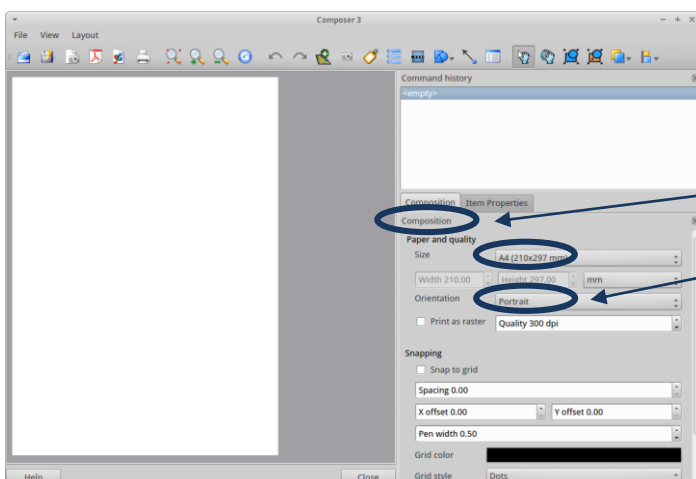 Composer 3
File View Layout
Command history
<empty>
Composition Item Properties
Composition
Paper and quality
Size A4 (210x297 mm)
Width 210.00 Height 297.00 mm
Orientation Portrait
Print as raster Quality 300 dpi
Snapping
Snap to grid
Spacing 0.00
X offset 0.00 Y offset 0.00
Pen width 0.50
Grid color
Help Close Grid style Dots